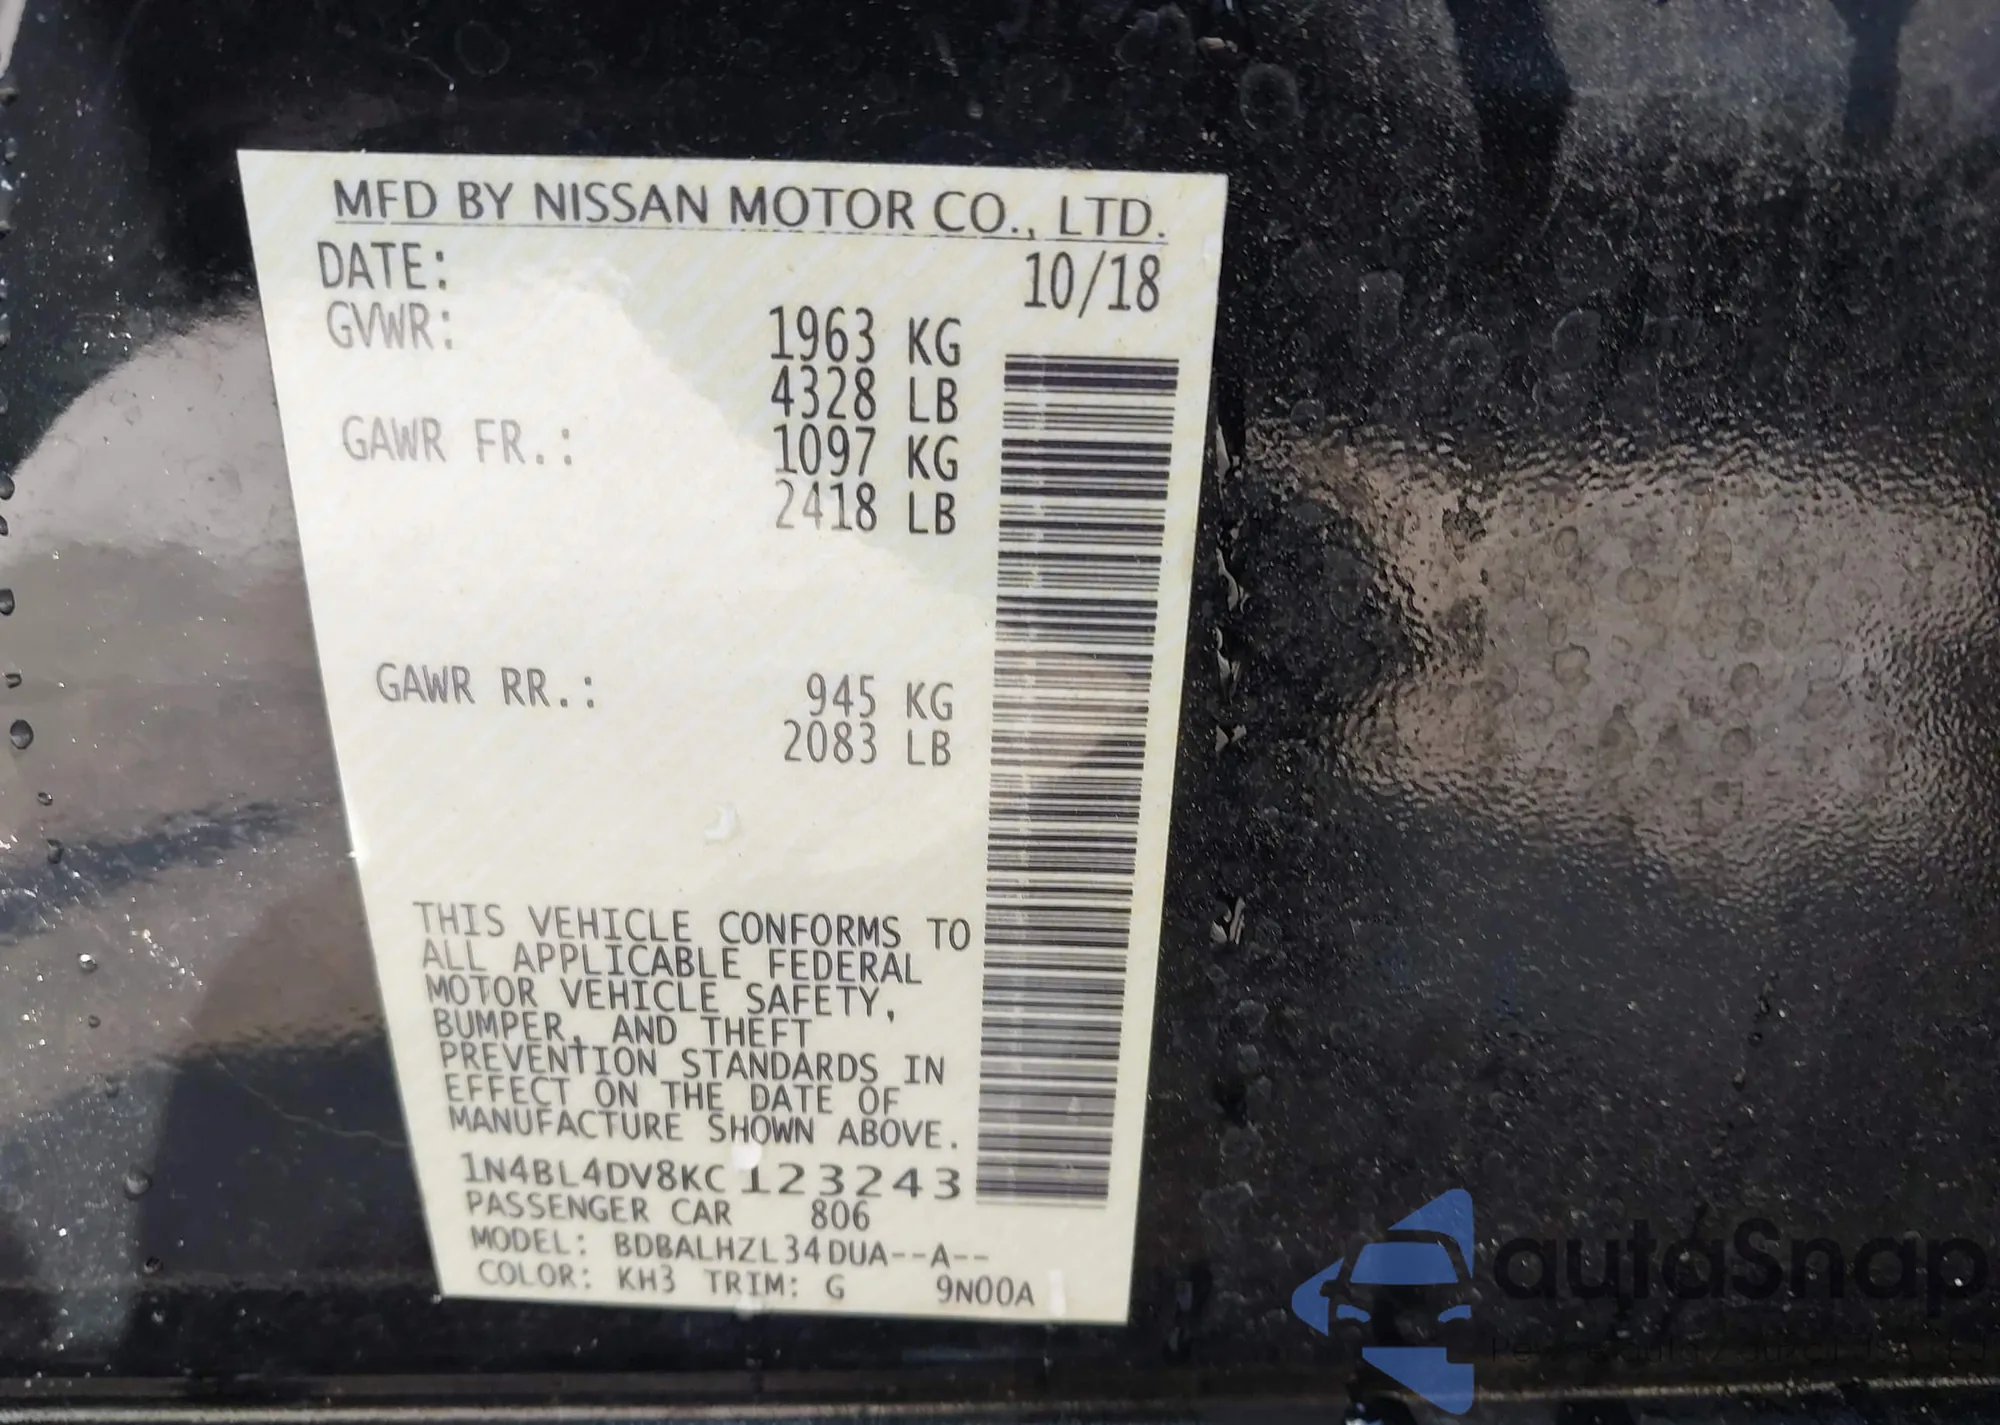 MFD BY NISSAN MOTOR CO., LTD.
DATE: 10/18
GVWR: 1963 KG
4328 LB
GAWR FR.: 1097 KG
2418 LB
GAWR RR.: 945 KG
2083 LB
THIS VEHICLE CONFORMS TO
ALL APPLICABLE FEDERAL
MOTOR VEHICLE SAFETY,
BUMPER, AND THEFT
PREVENTION STANDARDS IN
EFFECT ON THE DATE OF
MANUFACTURE SHOWN ABOVE.
1N4BL4DV8KC123243
PASSENGER CAR 806
MODEL: BDBALHZL34DUA--A--
COLOR: KH3 TRIM: G 9N00A
autoSnap